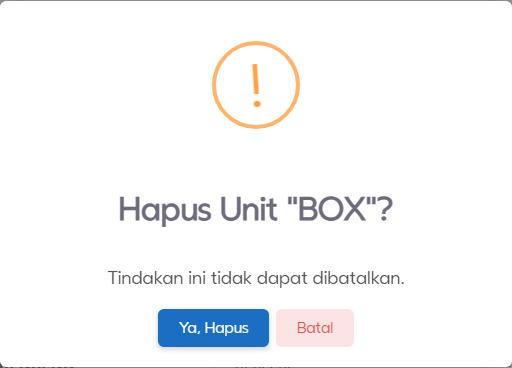 Hapus Unit "BOX"?
Tindakan ini tidak dapat dibatalkan.
Ya, Hapus
Batal